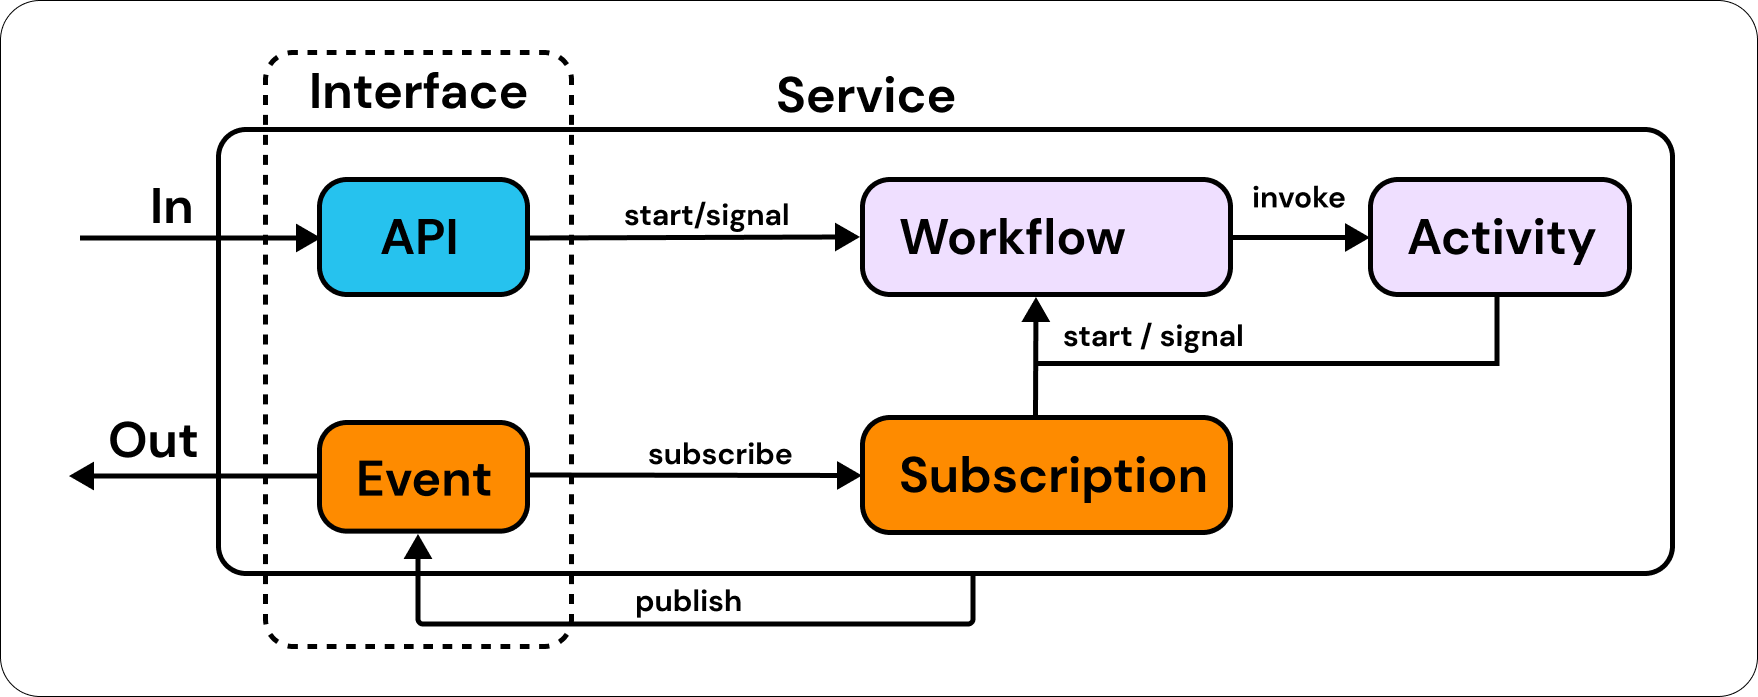 Interface
Service
In
API
start/signal
Workflow
invoke
Activity
start / signal
Out
Event
subscribe
Subscription
publish